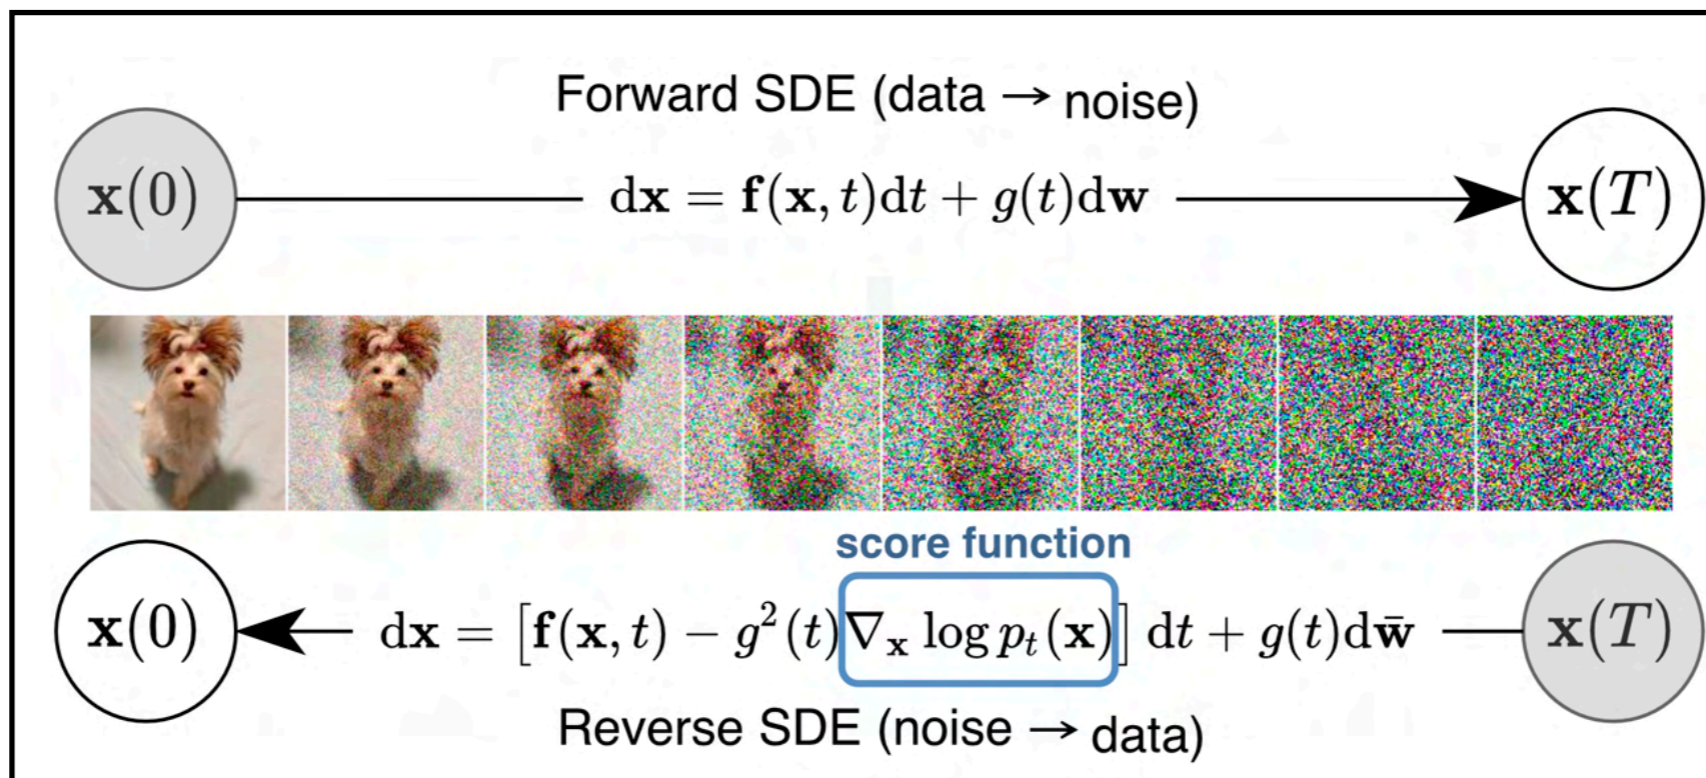 Forward SDE (data → noise)
x(0) dx = f(x, t)dt + g(t)dw x(T)
score function
x(0) dx = [f(x, t) − g²(t)∇ₓ log pₜ(x)] dt + g(t)dw̄ x(T)
Reverse SDE (noise → data)